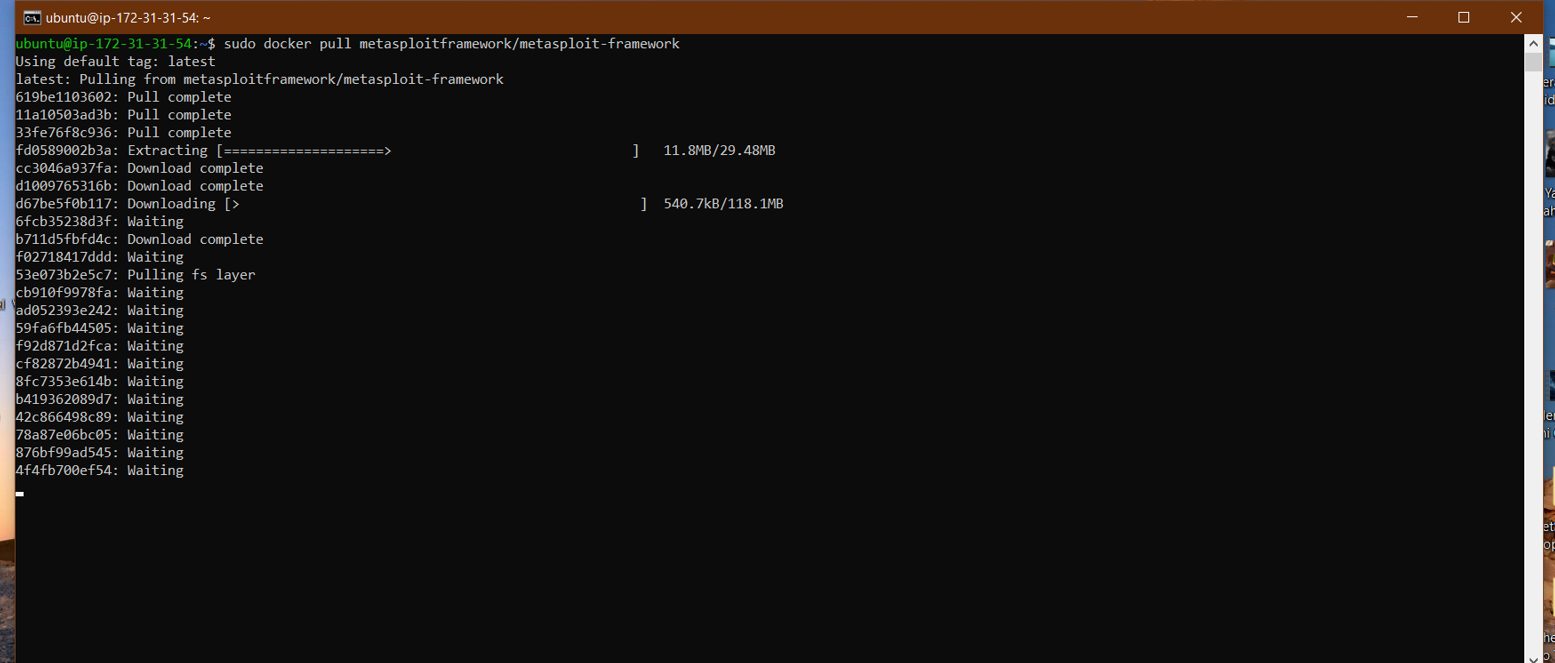 ubuntu@ip-172-31-31-54: ~
ubuntu@ip-172-31-31-54:~$ sudo docker pull metasploitframework/metasploit-framework
Using default tag: latest
latest: Pulling from metasploitframework/metasploit-framework
619be1103602: Pull complete
11a10503ad3b: Pull complete
33fe76f8c936: Pull complete
fd0589002b3a: Extracting [====================>                              ]   11.8MB/29.48MB
cc3046a937fa: Download complete
d1009765316b: Download complete
d67be5f0b117: Downloading [>                                                  ]  540.7kB/118.1MB
6fcb35238d3f: Waiting
b711d5fbfd4c: Download complete
f02718417ddd: Waiting
53e073b2e5c7: Pulling fs layer
cb910f9978fa: Waiting
ad052393e242: Waiting
59fa6fb44505: Waiting
f92d871d2fca: Waiting
cf82872b4941: Waiting
8fc7353e614b: Waiting
b419362089d7: Waiting
42c866498c89: Waiting
78a87e06bc05: Waiting
876bf99ad545: Waiting
4f4fb700ef54: Waiting